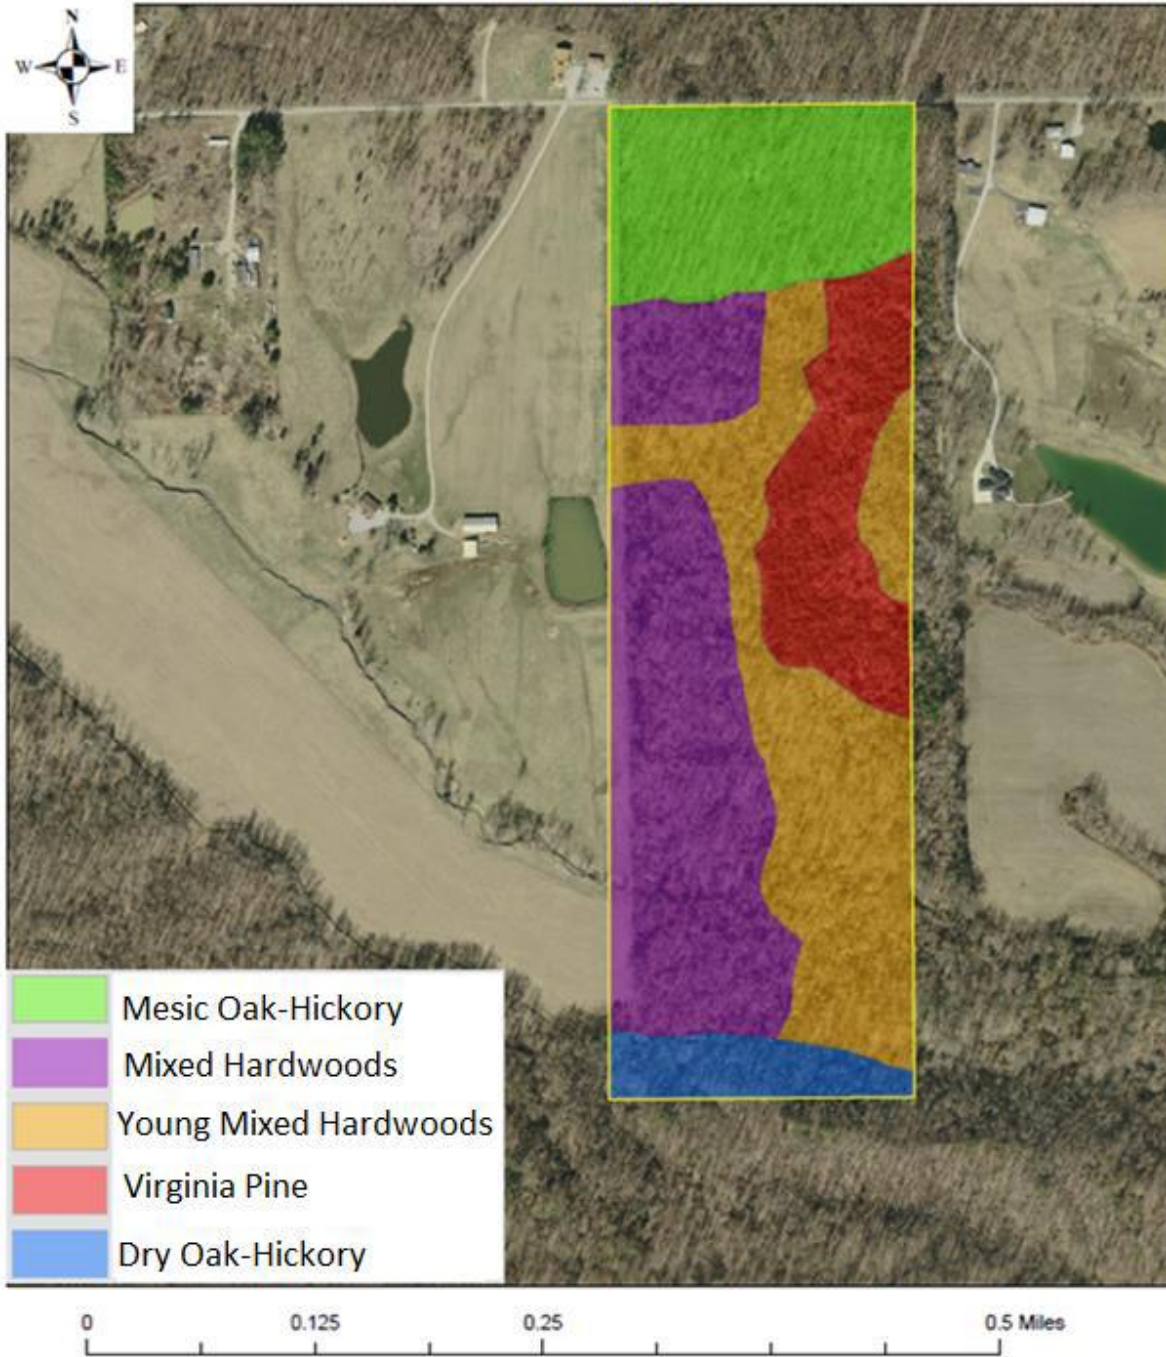 N
W E
S
Mesic Oak-Hickory
Mixed Hardwoods
Young Mixed Hardwoods
Virginia Pine
Dry Oak-Hickory
0 0.125 0.25 0.5 Miles